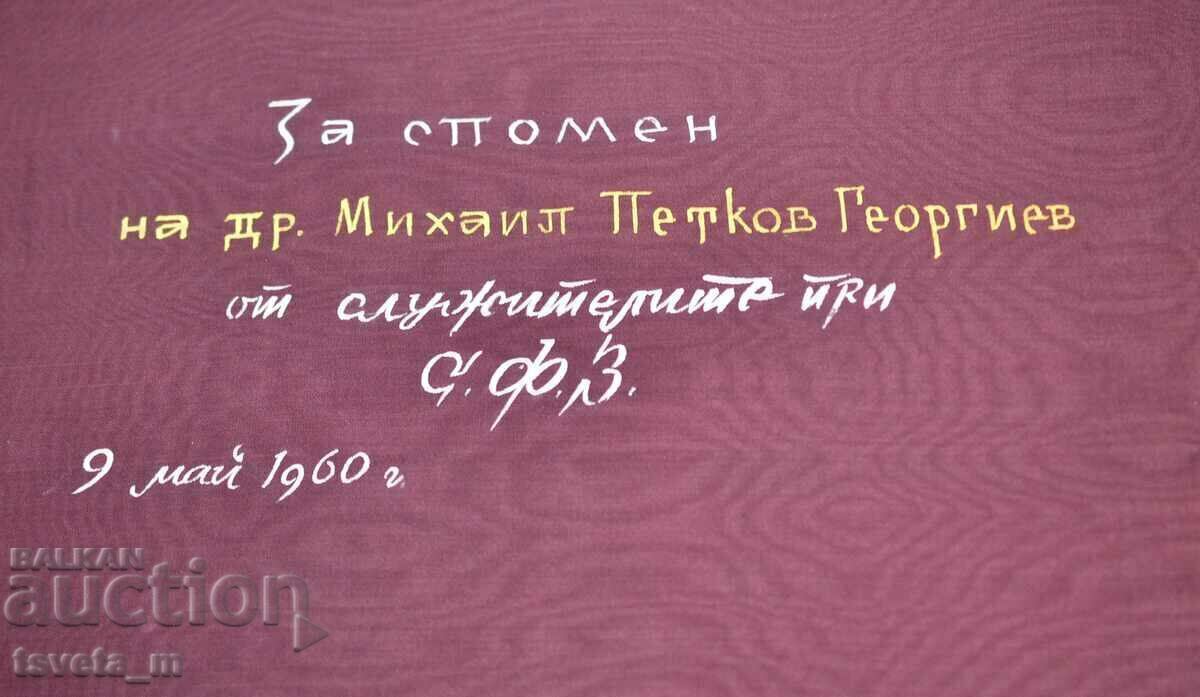 За спомен
на др. Михаил Петков Георгиев
от служителите при
С.Ф.З.
9 май 1960 г.
BALKAN
auction
tsveta_m